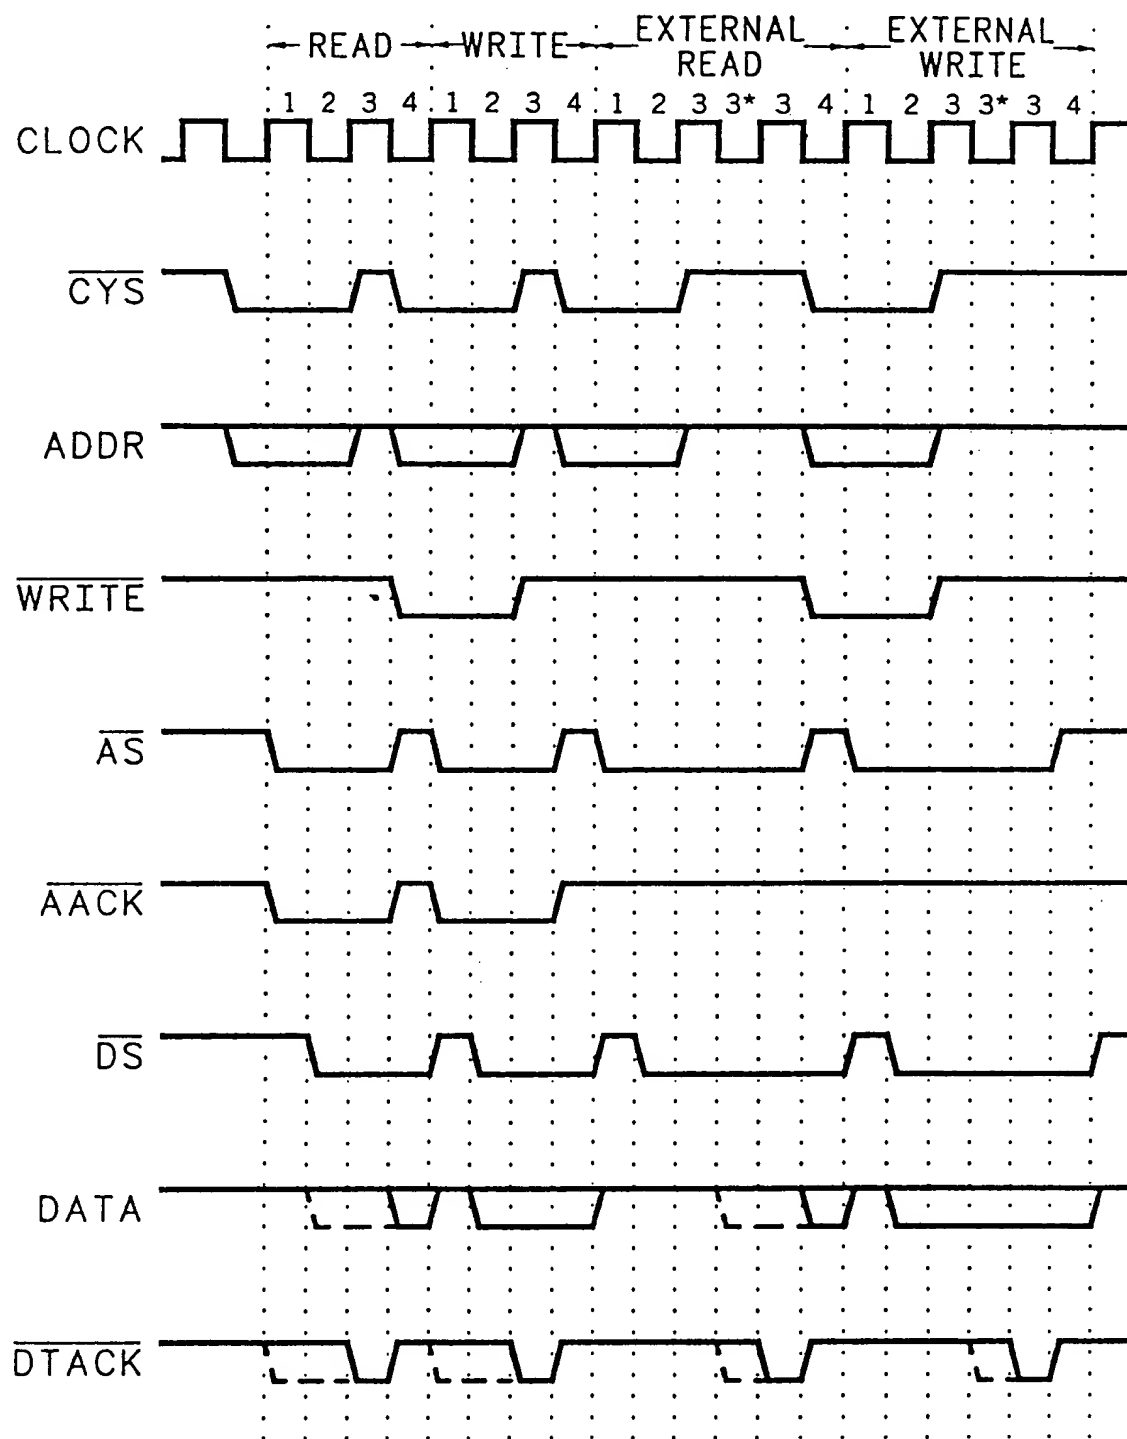 READ WRITE EXTERNAL READ EXTERNAL WRITE
1 2 3 4 1 2 3 4 1 2 3 3* 3 4 1 2 3 3* 3 4
CLOCK
CYS
ADDR
WRITE
AS
AACK
DS
DATA
DTACK